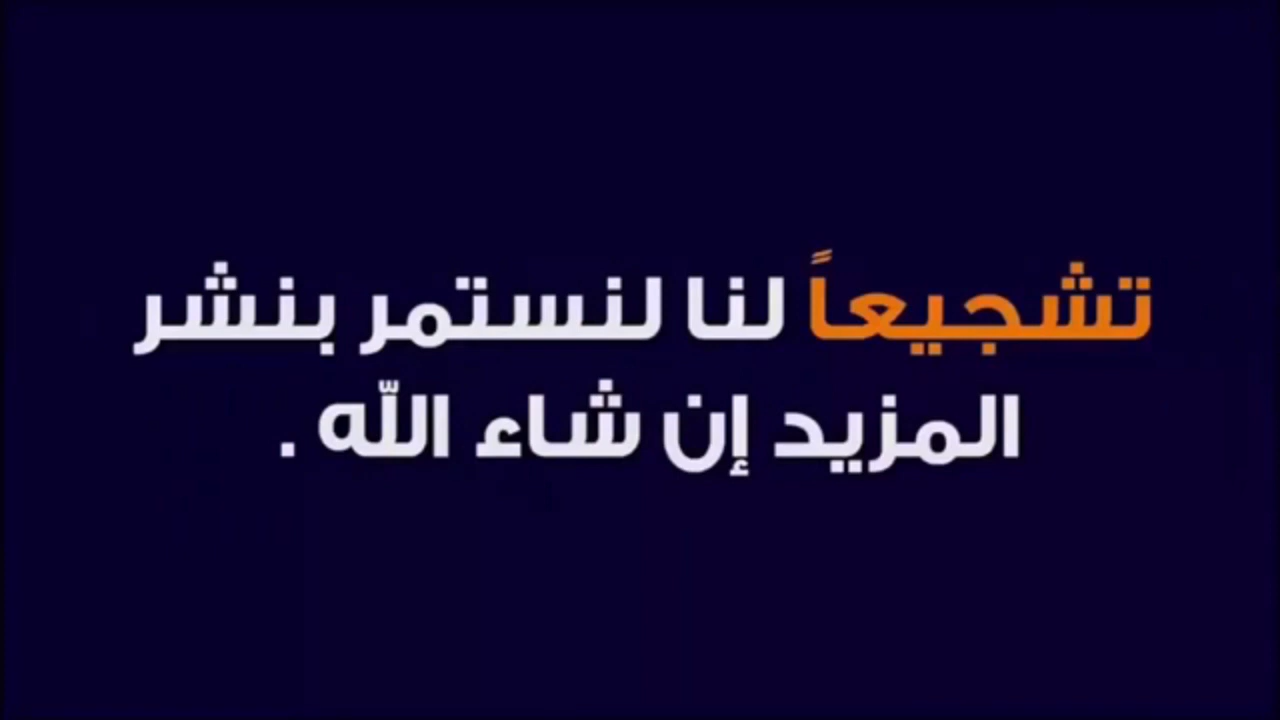 تشجيعاً لنا لنستمر بنشر
المزيد إن شاء اللّه .